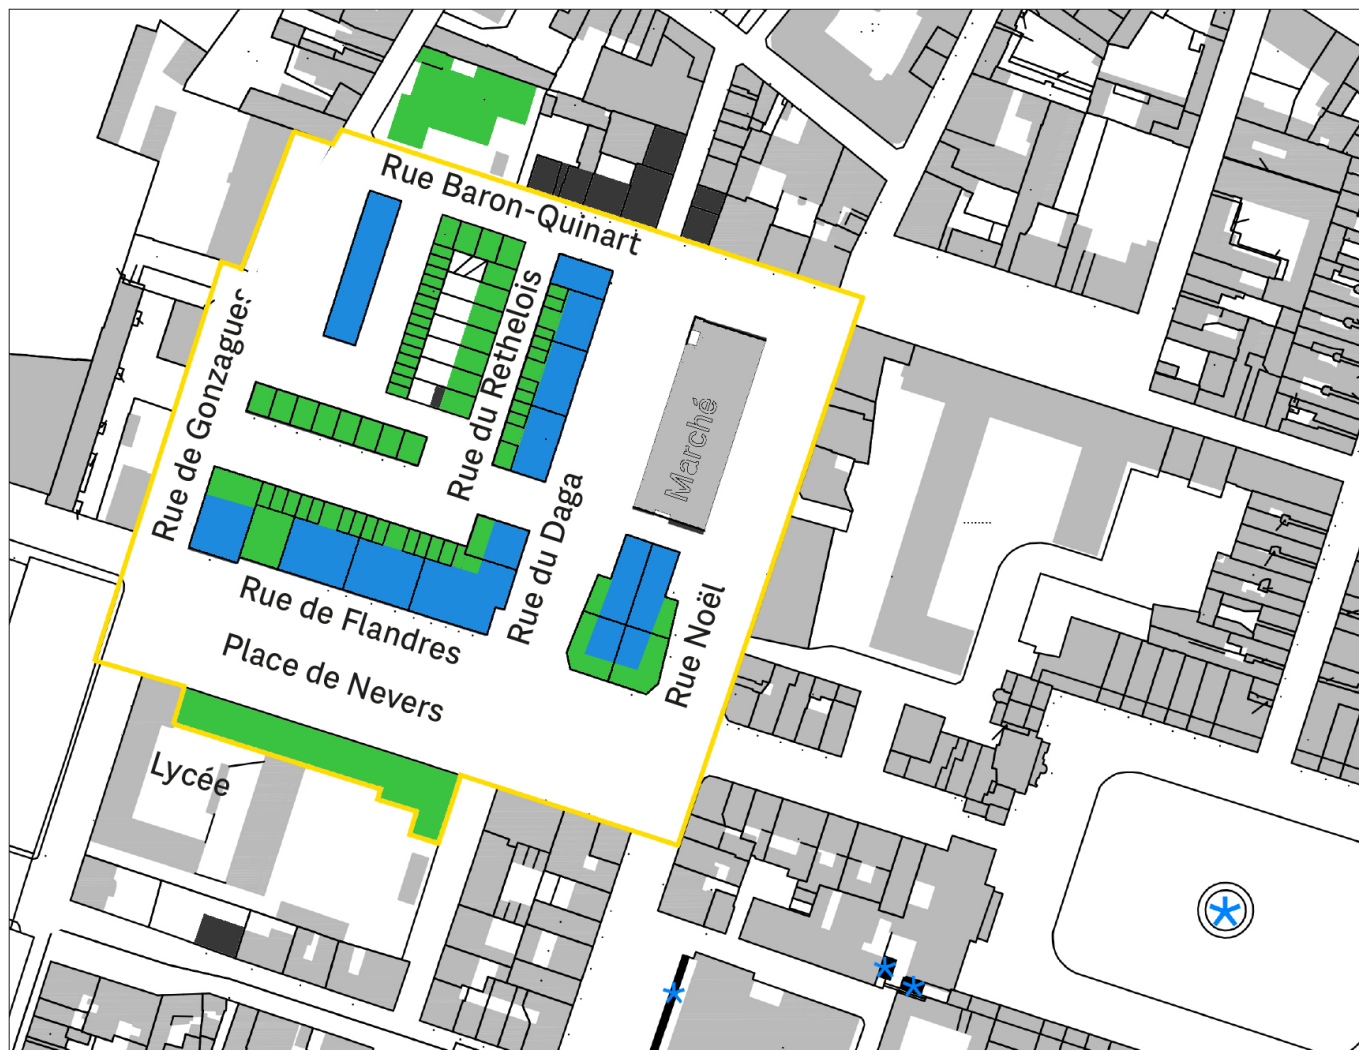 Rue Baron-Quinart
Rue de Gonzagues
Rue du Rethelois
Marché
Rue du Daga
Rue de Flandres
Rue Noël
Place de Nevers
Lycée